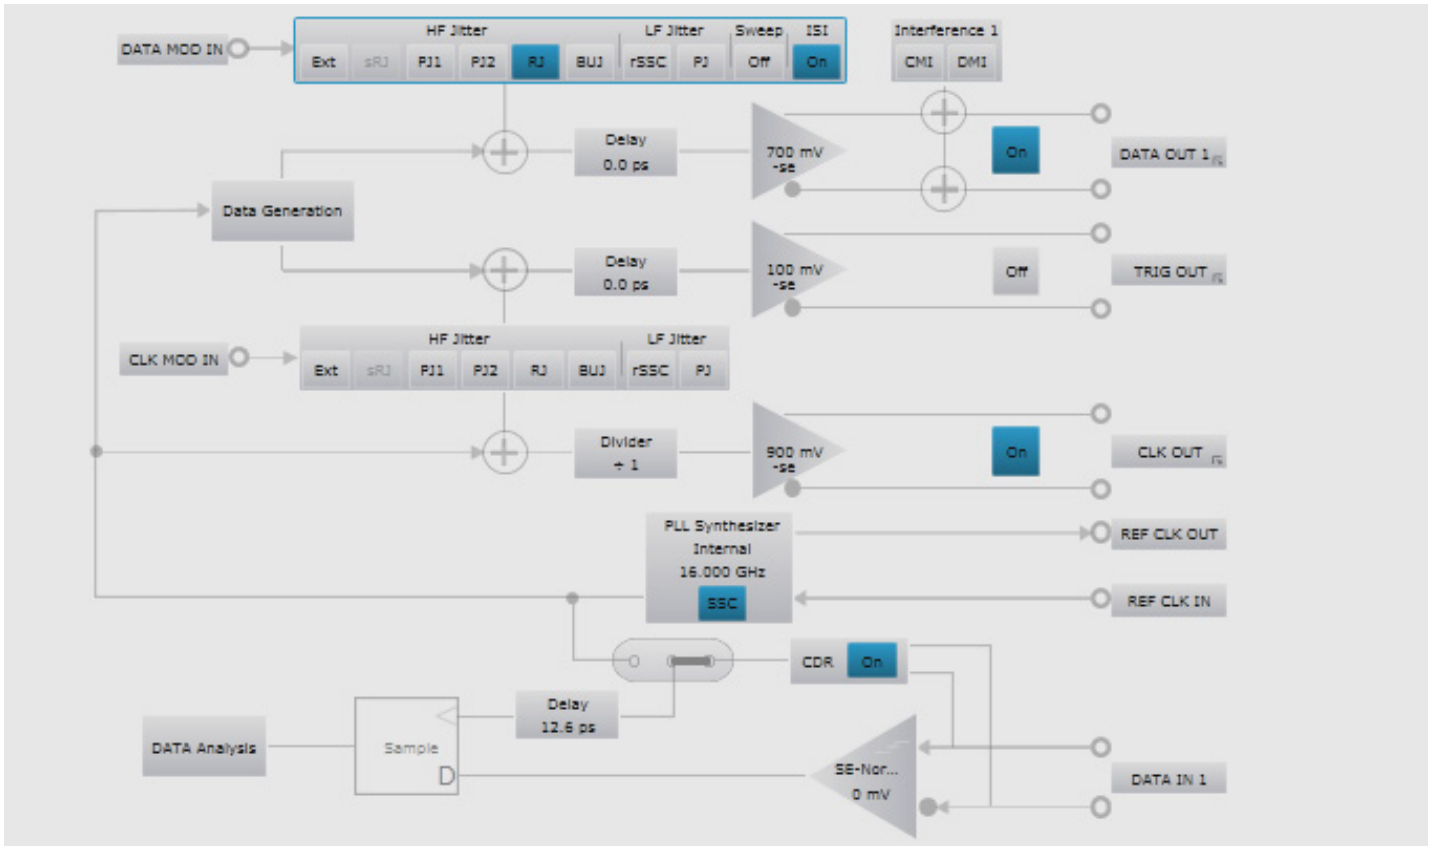 HF Jitter LF Jitter Sweep ISI
DATA MOD IN
Ext sRJ PJ1 PJ2 RJ BUJ rSSC PJ Off On
Interference 1
CMI DMI
Delay
0.0 ps
700 mV
-se
On
DATA OUT 1
Data Generation
Delay
0.0 ps
100 mV
-se
Off
TRIG OUT
HF Jitter LF Jitter
CLK MOD IN
Ext sRJ PJ1 PJ2 RJ BUJ rSSC PJ
Divider
÷ 1
900 mV
-se
On
CLK OUT
PLL Synthesizer
Internal
16.000 GHz
SSC
REF CLK OUT
REF CLK IN
CDR On
Delay
12.6 ps
DATA Analysis
Sample
D
SE-Nor...
0 mV
DATA IN 1